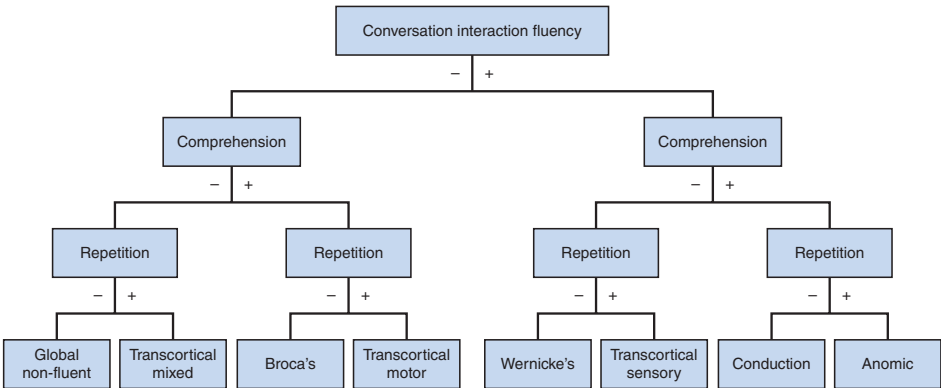 Conversation interaction fluency
– +
Comprehension
Comprehension
– +
– +
Repetition
Repetition
Repetition
Repetition
– +
– +
– +
– +
Global
non-fluent
Transcortical
mixed
Broca's
Transcortical
motor
Wernicke's
Transcortical
sensory
Conduction
Anomic